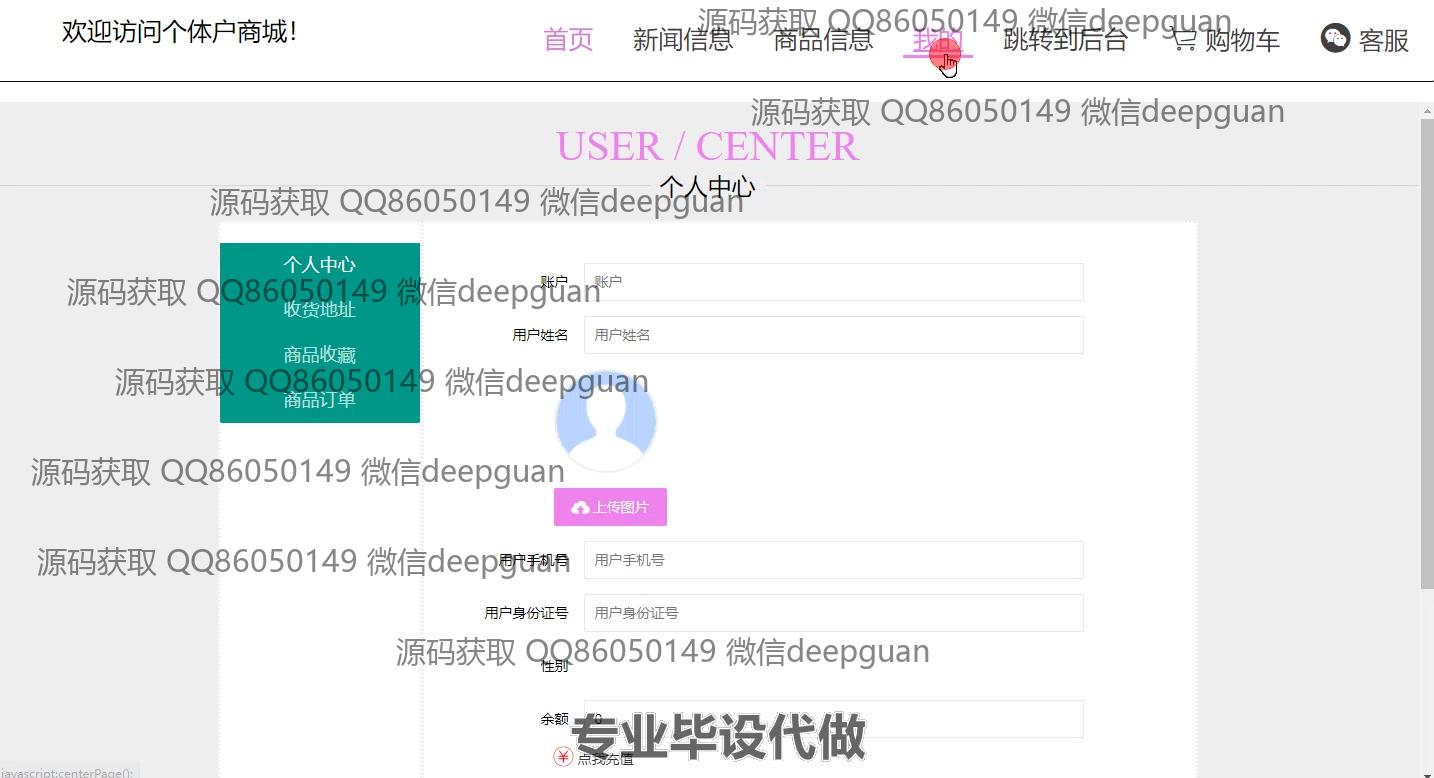 欢迎访问个体户商城！
首页 新闻信息 商品信息 我的 跳转到后台 购物车 客服
源码获取 QQ86050149 微信deepguan
源码获取 QQ86050149 微信deepguan
USER / CENTER
个人中心
源码获取 QQ86050149 微信deepguan
个人中心
账户 账户
源码获取 QQ86050149 微信deepguan
收货地址
用户姓名 用户姓名
商品收藏
源码获取 QQ86050149 微信deepguan
商品订单
源码获取 QQ86050149 微信deepguan
上传图片
用户手机号 用户手机号
源码获取 QQ86050149 微信deepguan
用户身份证号 用户身份证号
源码获取 QQ86050149 微信deepguan
性别
余额 0
专业毕设代做
¥ 点我充值
javascript:centerPage();